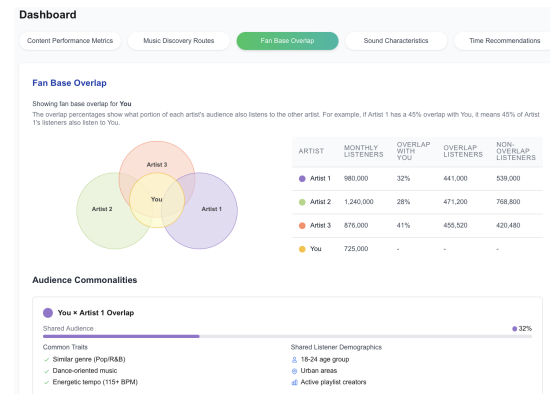 Dashboard
Content Performance Metrics
Music Discovery Routes
Fan Base Overlap
Sound Characteristics
Time Recommendations
Fan Base Overlap
Showing fan base overlap for You
The overlap percentages show what portion of each artist's audience also listens to the other artist. For example, if Artist 1 has a 45% overlap with You, it means 45% of Artist
1's listeners also listen to You.
Artist 3
You
Artist 2
Artist 1
ARTIST MONTHLY LISTENERS OVERLAP WITH YOU OVERLAP LISTENERS NON-OVERLAP LISTENERS
Artist 1 980,000 32% 441,000 539,000
Artist 2 1,240,000 28% 471,200 768,800
Artist 3 876,000 41% 455,520 420,480
You 725,000 - - -
Audience Commonalities
You × Artist 1 Overlap
Shared Audience 32%
Common Traits
Similar genre (Pop/R&B)
Dance-oriented music
Energetic tempo (115+ BPM)
Shared Listener Demographics
18-24 age group
Urban areas
Active playlist creators